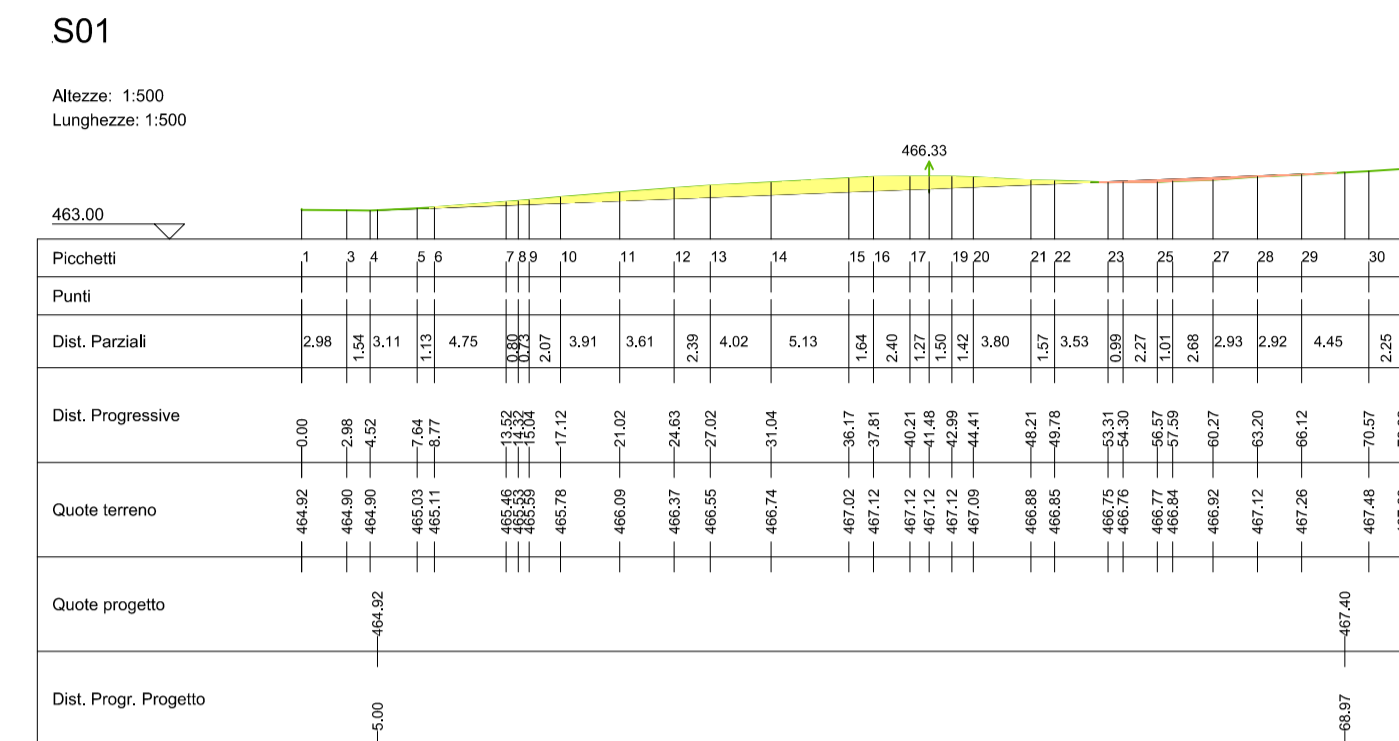 S01
Altezze: 1:500
Lunghezze: 1:500
466.33
463.00
Picchetti 1 3 4 5 6 7 8 9 10 11 12 13 14 15 16 17 19 20 21 22 23 25 27 28 29 30
Punti
Dist. Parziali 2.98 1.54 3.11 1.13 4.75 0.80 0.73 2.07 3.91 3.61 2.39 4.02 5.13 1.64 2.40 1.27 1.50 1.42 3.80 1.57 3.53 0.99 2.27 1.01 2.68 2.93 2.92 4.45 2.25
Dist. Progressive 0.00 2.98 4.52 7.64 8.77 13.52 14.32 15.04 17.12 21.02 24.63 27.02 31.04 36.17 37.81 40.21 41.48 42.99 44.41 48.21 49.78 53.31 54.30 56.57 57.59 60.27 63.20 66.12 70.57
Quote terreno 464.92 464.90 464.90 465.03 465.11 465.46 465.53 465.59 465.78 466.09 466.37 466.55 466.74 467.02 467.12 467.12 467.12 467.12 467.09 466.88 466.85 466.75 466.76 466.77 466.84 466.92 467.12 467.26 467.48
Quote progetto 464.92 467.40
Dist. Progr. Progetto 5.00 68.97